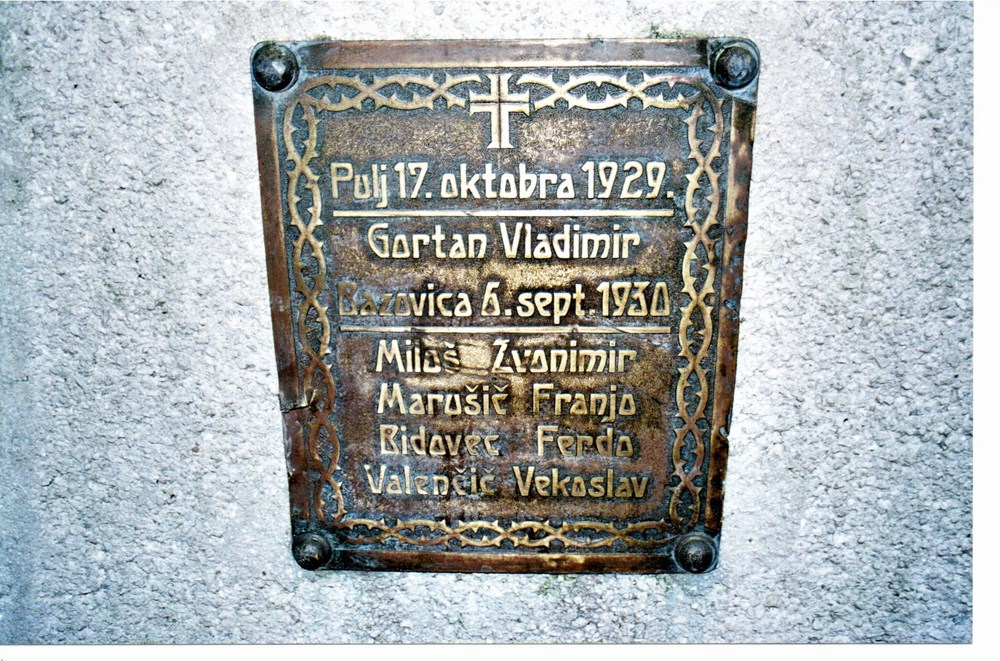 Pulj 17. oktobra 1929.
Gortan Vladimir
Bazovica 6. sept. 1930
Miloš Zvonimir
Marušič Franjo
Bidovec Ferdo
Valenčič Vekoslav